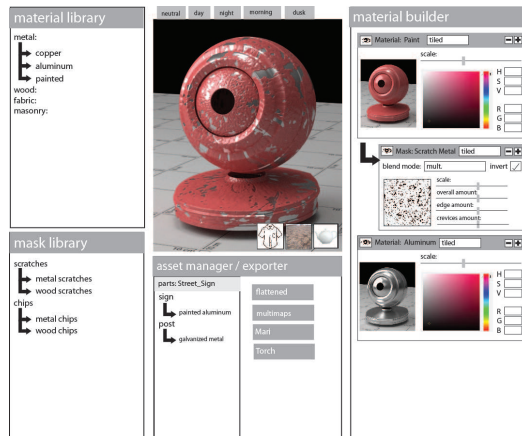 material library
metal:
copper
aluminum
painted
wood:
fabric:
masonry:
mask library
scratches
metal scratches
wood scratches
chips
metal chips
wood chips
neutral
day
night
morning
dusk
asset manager / exporter
parts: Street_Sign
sign
painted aluminum
post
galvanized metal
flattened
multimaps
Mari
Torch
material builder
Material: Paint tiled
scale:
H
S
V
R
G
B
Mask: Scratch Metal tiled
blend mode: mult. invert
scale:
overall amount:
edge amount:
crevices amount:
Material: Aluminum tiled
scale:
H
S
V
R
G
B